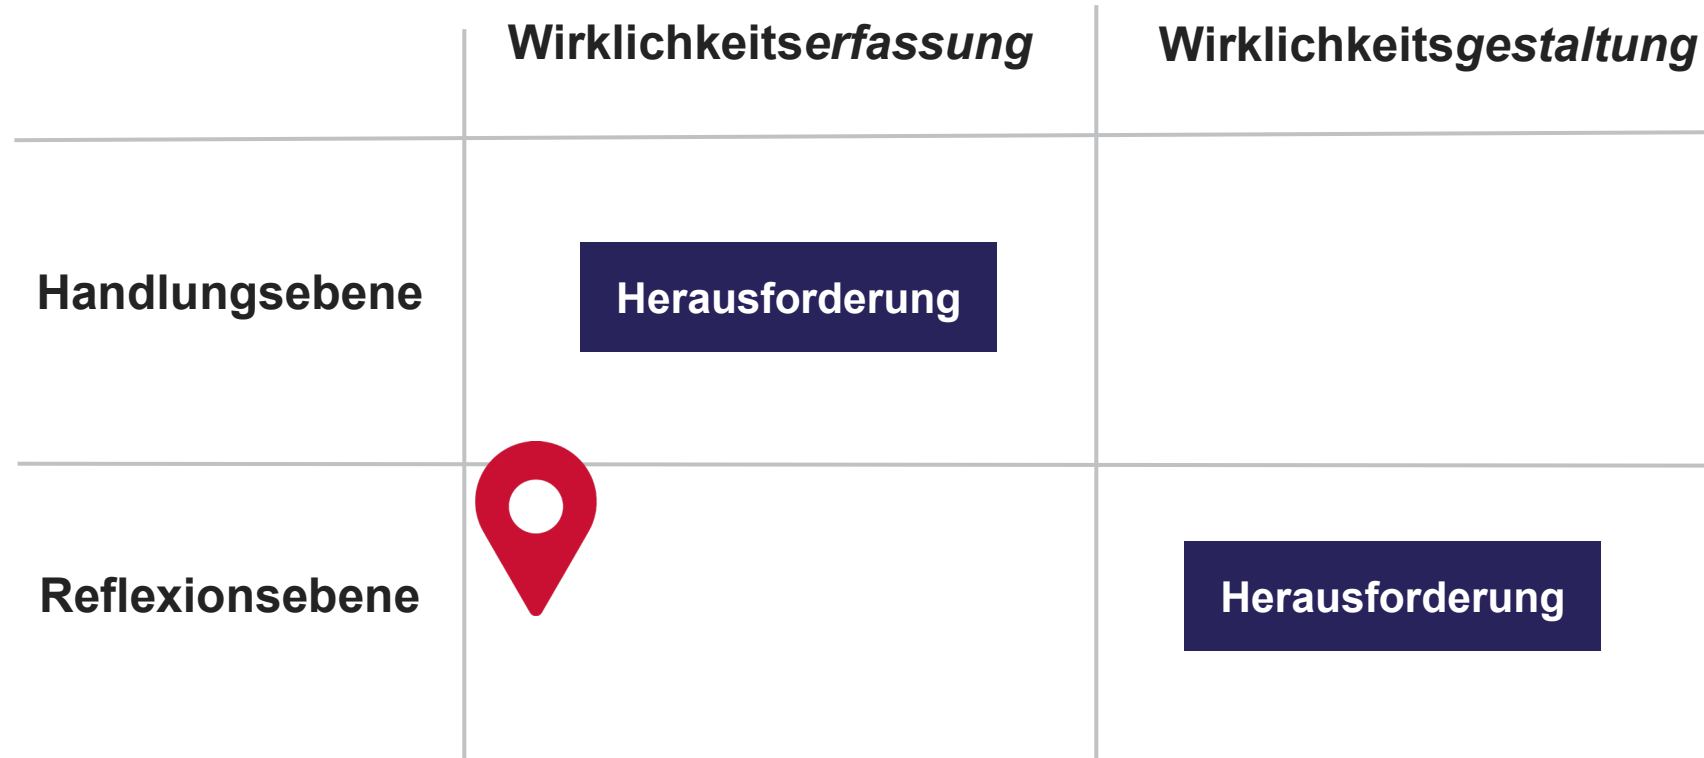 Wirklichkeitserfassung
Wirklichkeitsgestaltung
Handlungsebene
Herausforderung
Reflexionsebene
Herausforderung